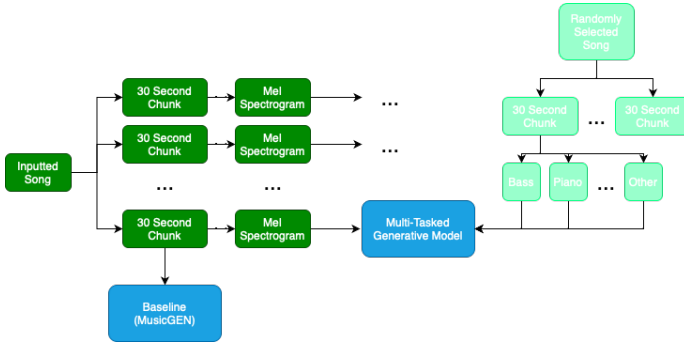 Randomly
Selected
Song
30 Second
Chunk
Mel
Spectrogram
...
30 Second
Chunk
...
30 Second
Chunk
30 Second
Chunk
Mel
Spectrogram
...
Inputted
Song
Bass
Piano
...
Other
...
...
30 Second
Chunk
Mel
Spectrogram
Multi-Tasked
Generative Model
Baseline
(MusicGEN)